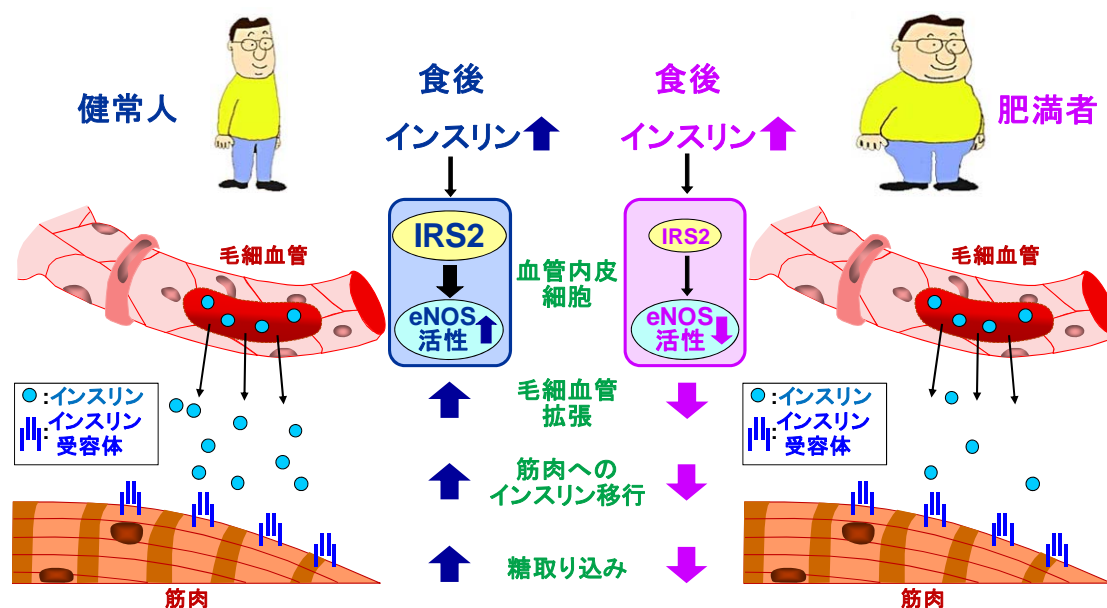 健常人
食後
インスリン
IRS2
eNOS
活性
食後
インスリン
IRS2
eNOS
活性
肥満者
毛細血管
血管内皮
細胞
毛細血管
:インスリン
:インスリン
受容体
毛細血管
拡張
筋肉への
インスリン移行
糖取り込み
:インスリン
:インスリン
受容体
筋肉
筋肉